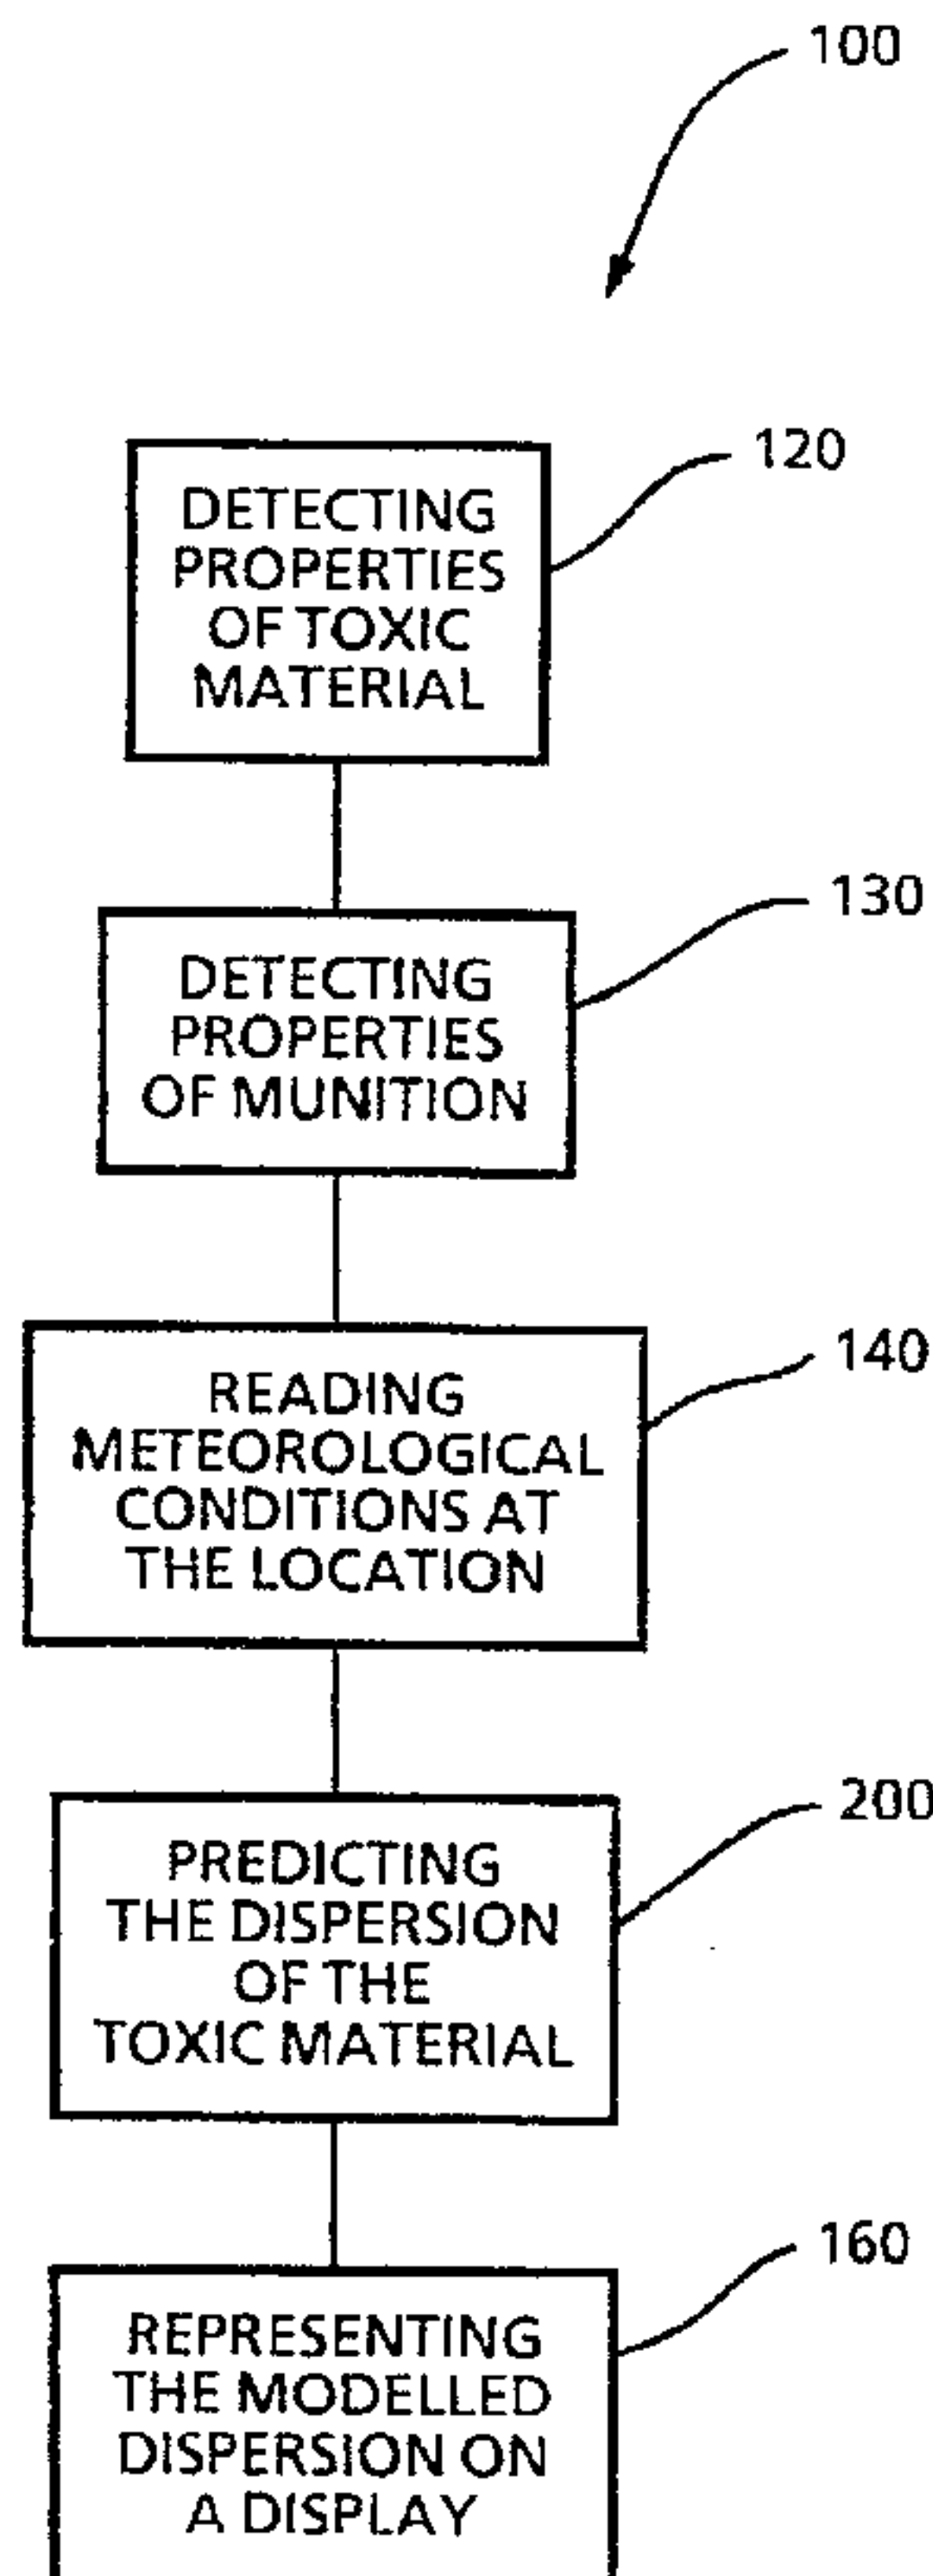 100
120
DETECTING
PROPERTIES
OF TOXIC
MATERIAL
130
DETECTING
PROPERTIES
OF MUNITION
140
READING
METEOROLOGICAL
CONDITIONS AT
THE LOCATION
200
PREDICTING
THE DISPERSION
OF THE
TOXIC MATERIAL
160
REPRESENTING
THE MODELLED
DISPERSION ON
A DISPLAY